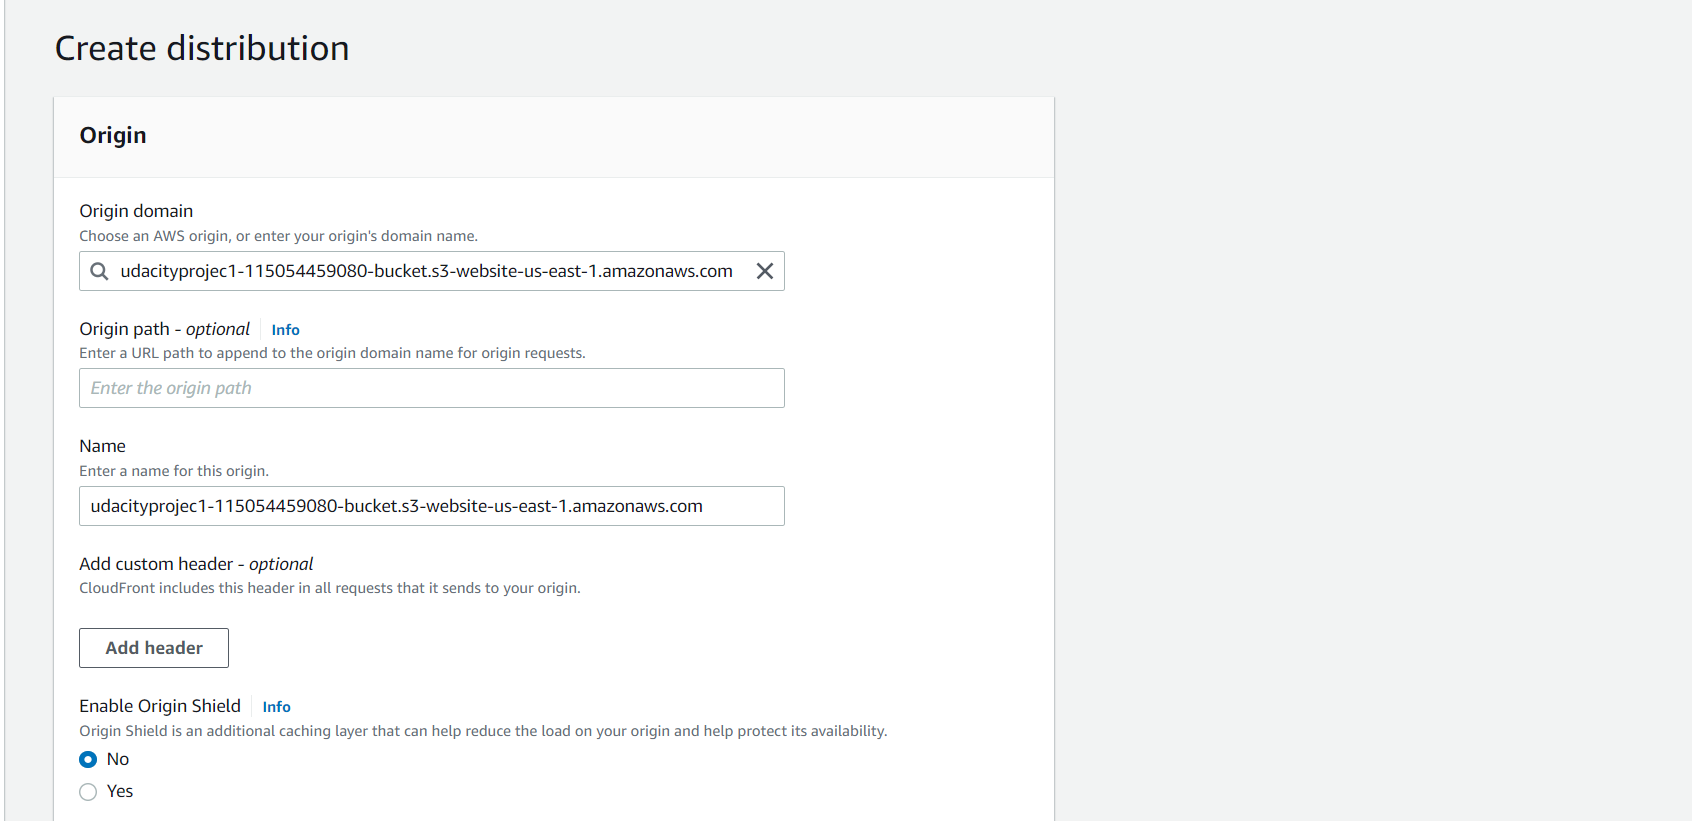 Create distribution
Origin
Origin domain
Choose an AWS origin, or enter your origin's domain name.
udacityprojec1-115054459080-bucket.s3-website-us-east-1.amazonaws.com
Origin path - optional Info
Enter a URL path to append to the origin domain name for origin requests.
Enter the origin path
Name
Enter a name for this origin.
udacityprojec1-115054459080-bucket.s3-website-us-east-1.amazonaws.com
Add custom header - optional
CloudFront includes this header in all requests that it sends to your origin.
Add header
Enable Origin Shield Info
Origin Shield is an additional caching layer that can help reduce the load on your origin and help protect its availability.
No
Yes